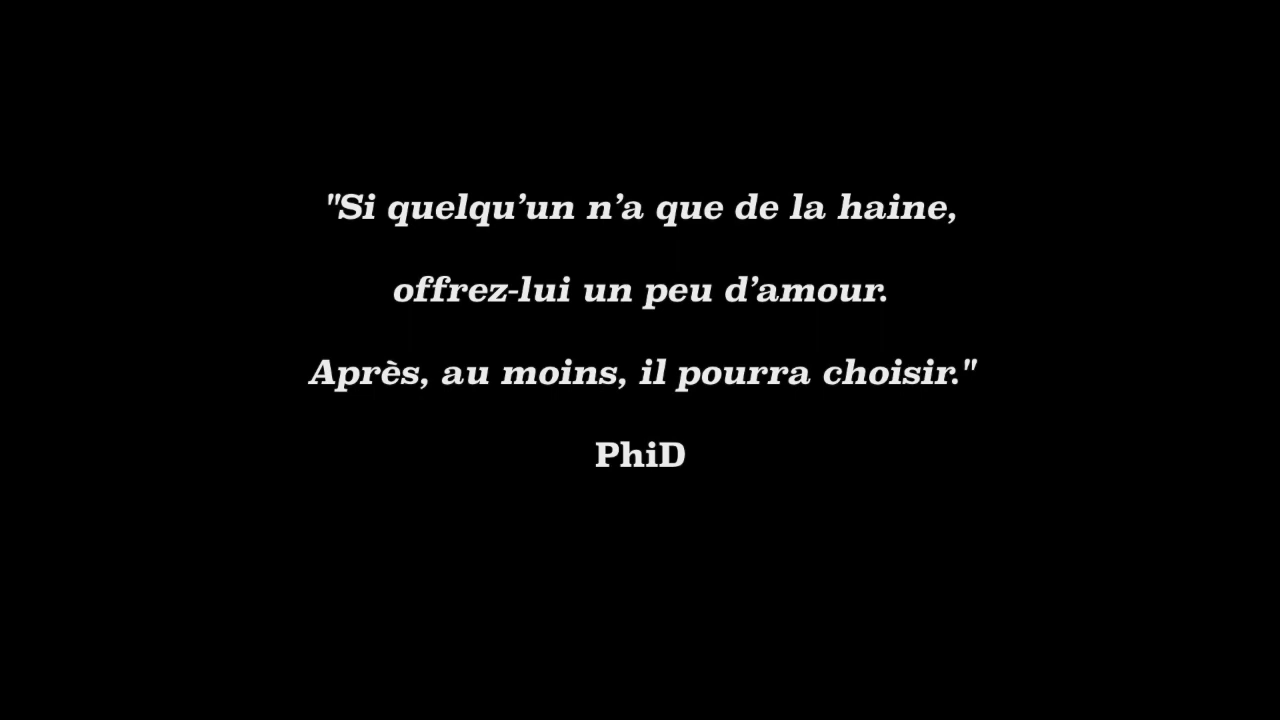 "Si quelqu’un n’a que de la haine,
offrez-lui un peu d’amour.
Après, au moins, il pourra choisir."
PhiD